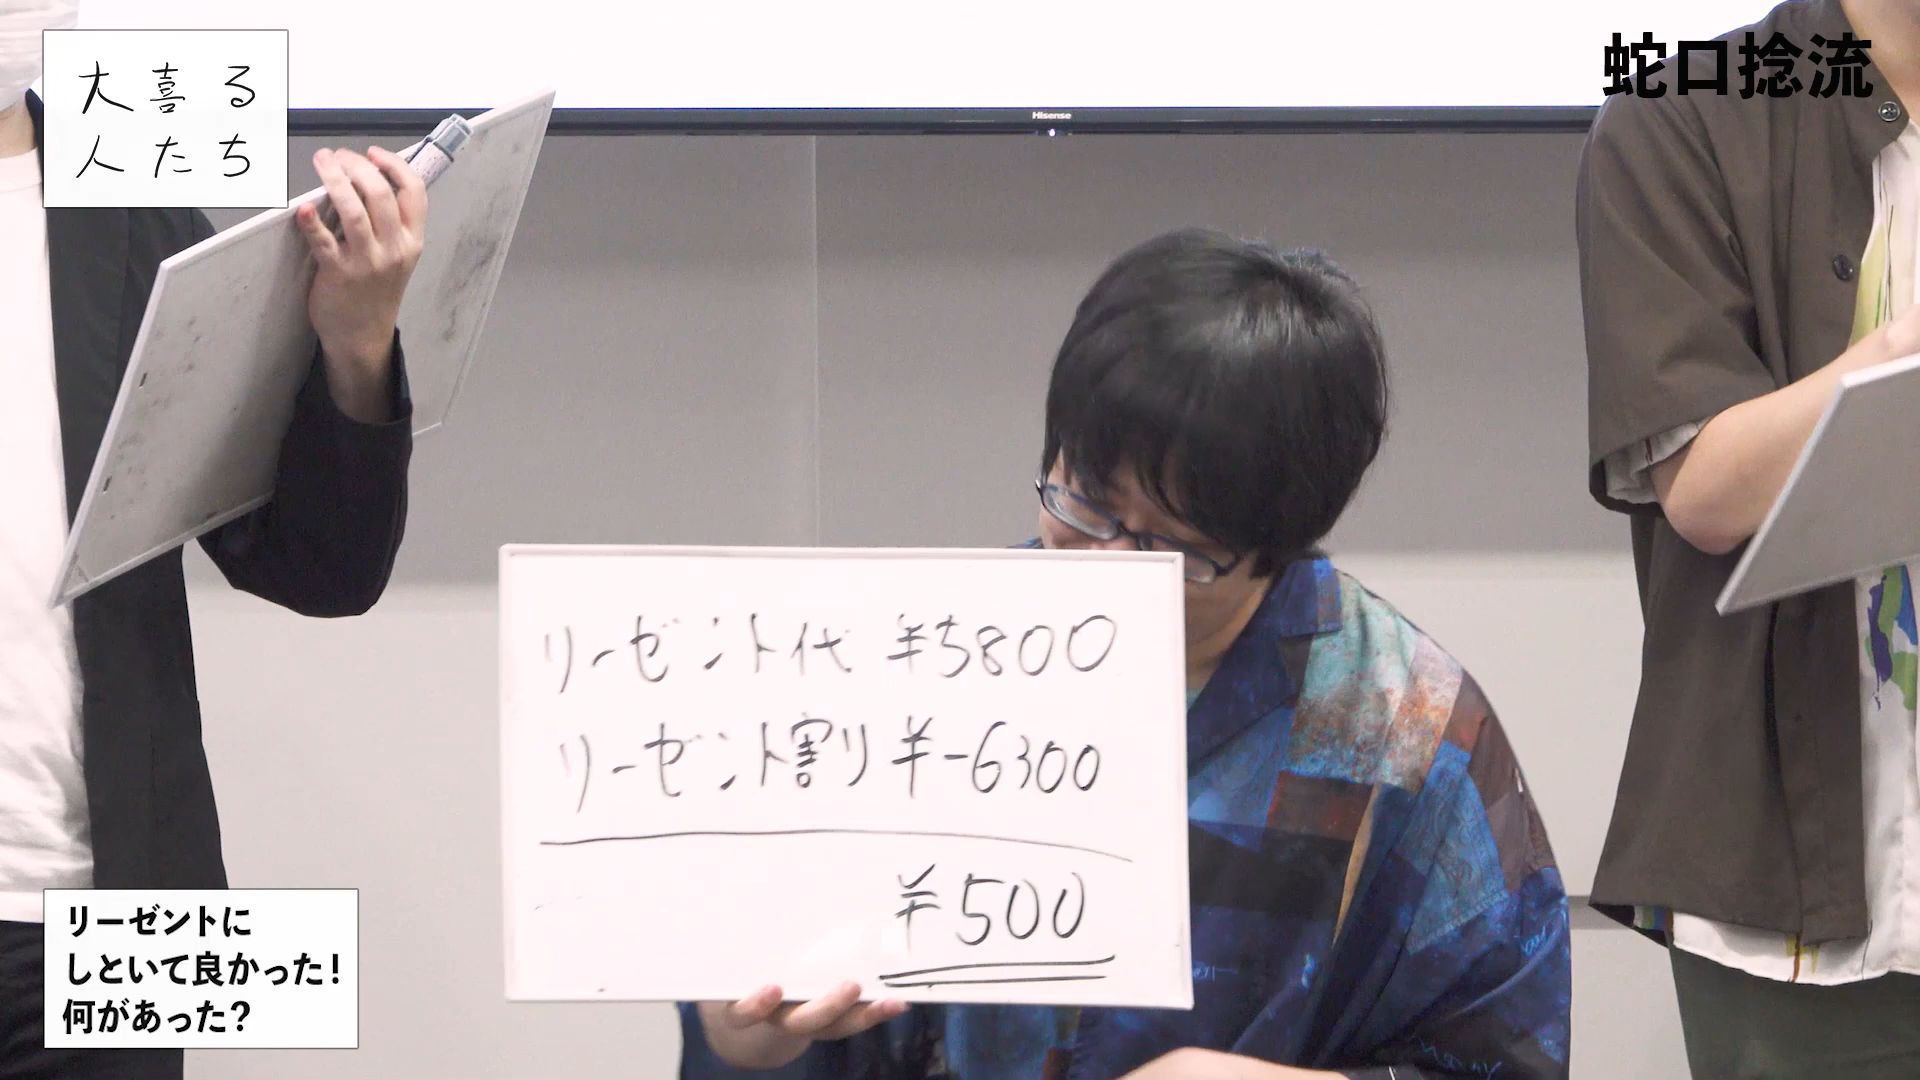 大喜る
人たち
蛇口捻流
Hisense
リーゼント代 ¥5800
リーゼント割り ¥-6300
¥500
リーゼントに
しといて良かった!
何があった?